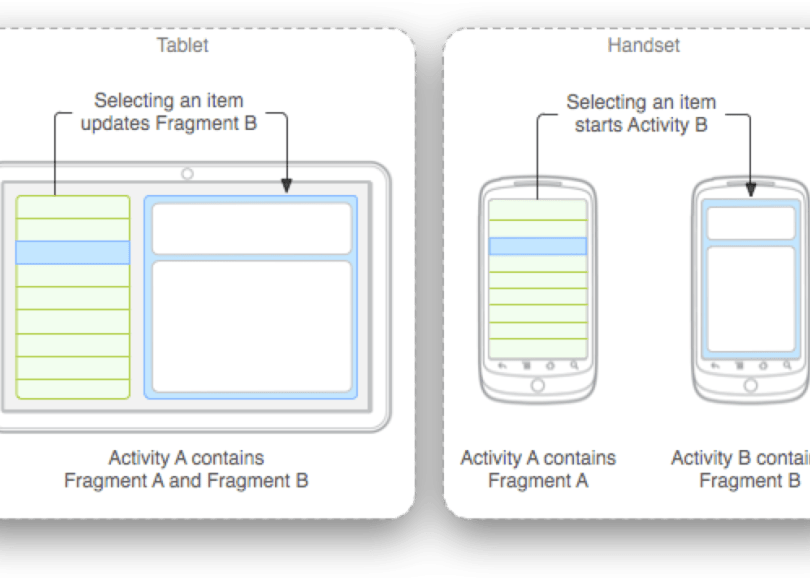 Tablet
Selecting an item
updates Fragment B
Activity A contains
Fragment A and Fragment B
Handset
Selecting an item
starts Activity B
Activity A contains
Fragment A
Activity B
Fragment B